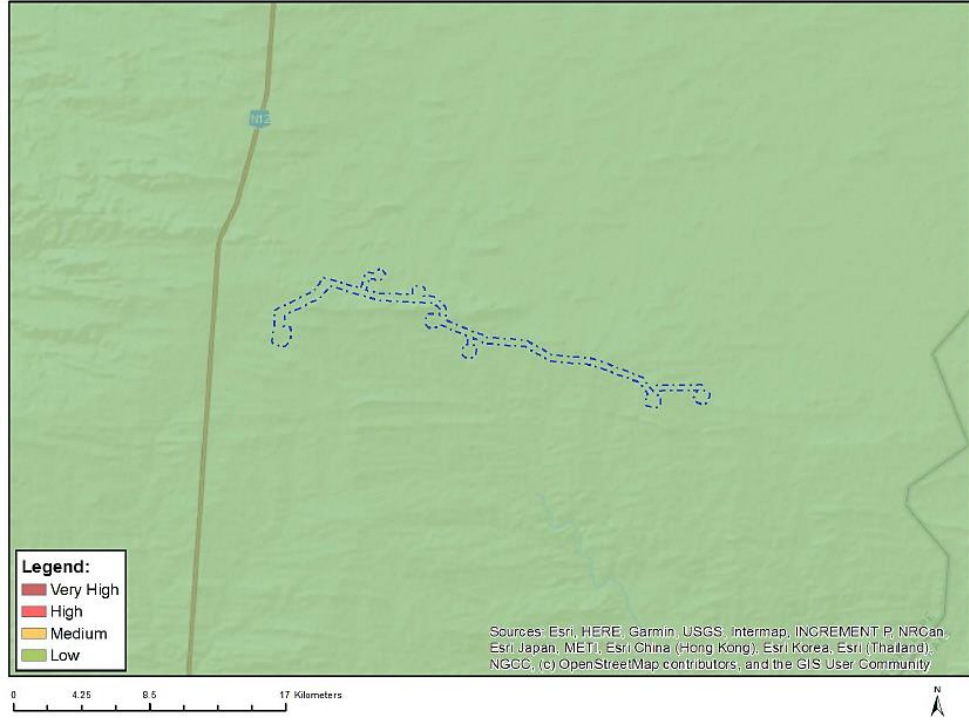 N12
Legend:
Very High
High
Medium
Low
Sources: Esri, HERE, Garmin, USGS, Intermap, INCREMENT P, NRCan,
Esri Japan, METI, Esri China (Hong Kong), Esri Korea, Esri (Thailand),
NGCC, (c) OpenStreetMap contributors, and the GIS User Community
0 4.25 8.5 17 Kilometers
N